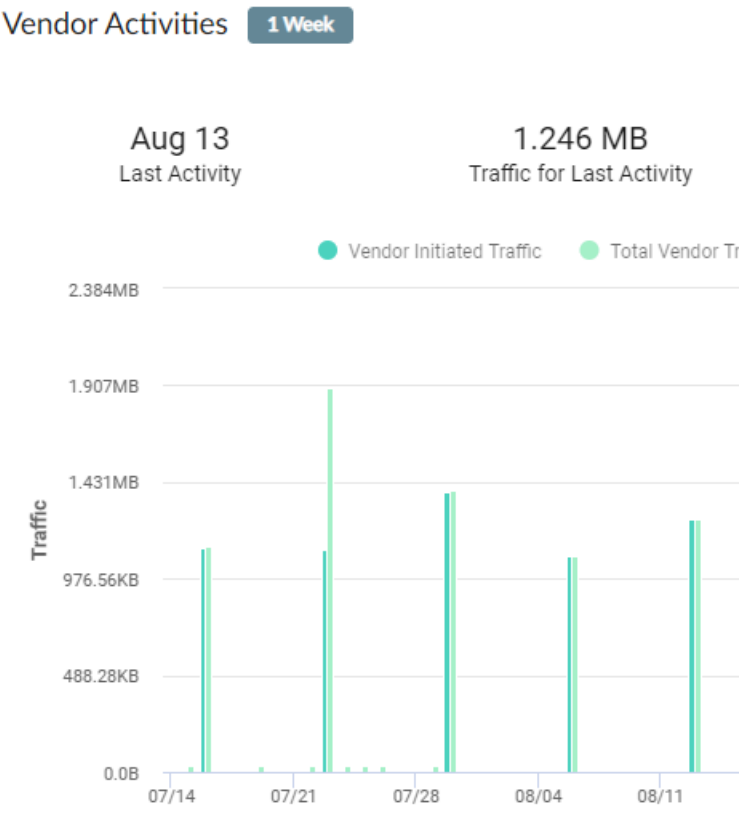 Vendor Activities 1 Week
Aug 13 1.246 MB
Last Activity Traffic for Last Activity
Vendor Initiated Traffic Total Vendor
2.384MB
1.907MB
1.431MB
976.56KB
488.28KB
0.0B
Traffic
07/14 07/21 07/28 08/04 08/11